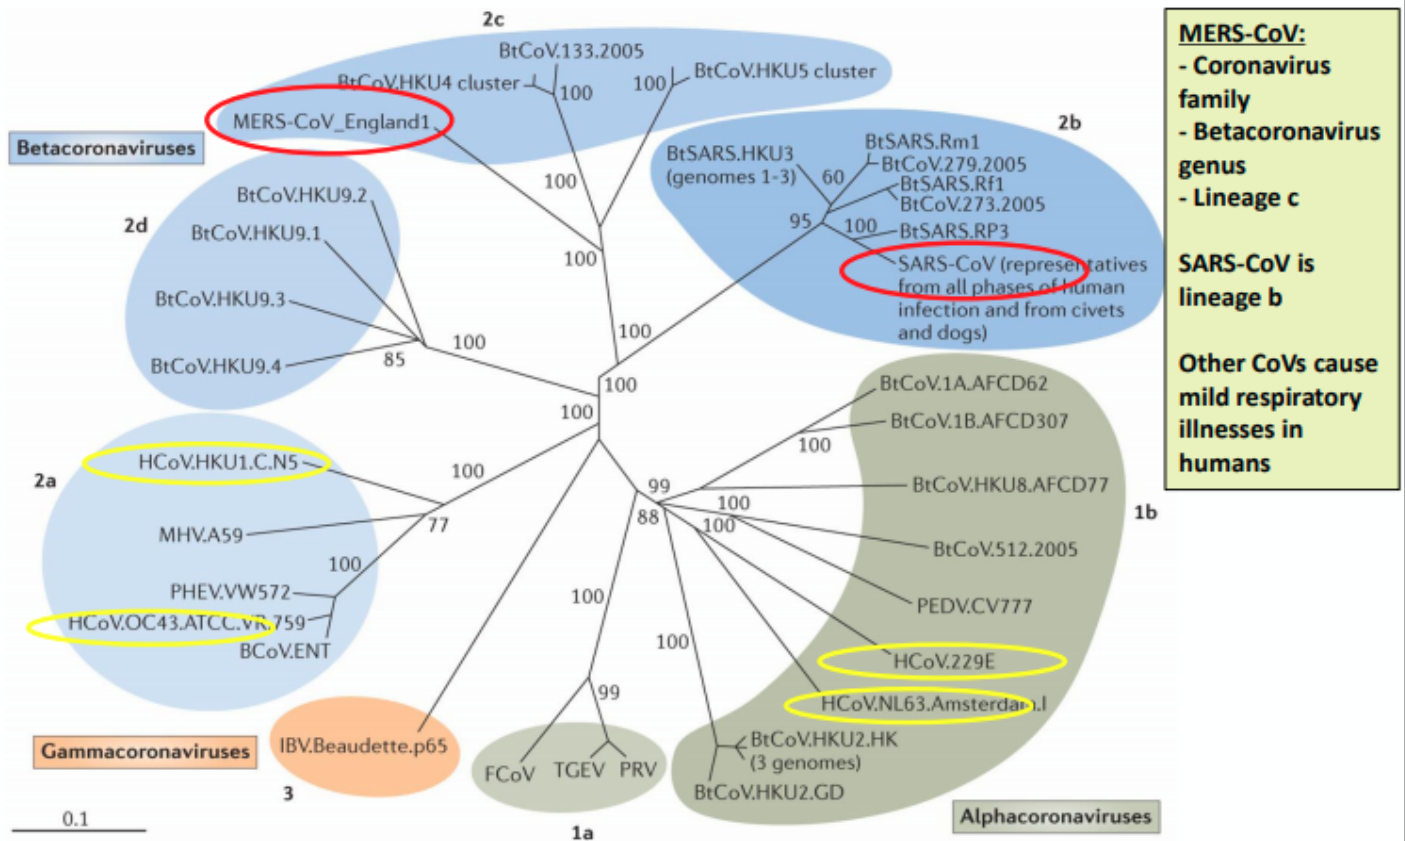 2c
BtCoV.133.2005
BtCoV.HKU4 cluster
100
100
BtCoV.HKU5 cluster
MERS-CoV_England1
Betacoronaviruses
2b
BtSARS.HKU3
(genomes 1-3)
BtSARS.Rm1
60
BtCoV.279.2005
BtSARS.Rf1
BtCoV.273.2005
95
100
BtSARS.RP3
SARS-CoV (representatives
from all phases of human
infection and from civets
and dogs)
100
100
100
2d
BtCoV.HKU9.2
BtCoV.HKU9.1
BtCoV.HKU9.3
BtCoV.HKU9.4
85
100
100
100
2a
HCoV.HKU1.C.N5
100
77
MHV.A59
100
PHEV.VW572
HCoV.OC43.ATCC.VR.759
BCoV.ENT
BtCoV.1A.AFCD62
BtCoV.1B.AFCD307
100
99
BtCoV.HKU8.AFCD77
100
88
100
1b
BtCoV.512.2005
PEDV.CV777
HCoV.229E
HCoV.NL63.Amsterdam.I
100
100
BtCoV.HKU2.HK
(3 genomes)
BtCoV.HKU2.GD
99
FCoV
TGEV
PRV
1a
IBV.Beaudette.p65
Gammacoronaviruses
3
0.1
Alphacoronaviruses
MERS-CoV:
- Coronavirus
family
- Betacoronavirus
genus
- Lineage c
SARS-CoV is
lineage b
Other CoVs cause
mild respiratory
illnesses in
humans